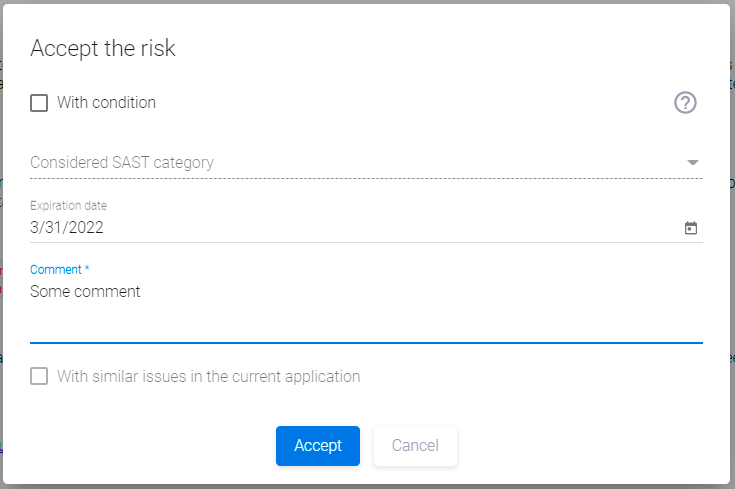 Accept the risk
With condition
?
Considered SAST category
Expiration date
3/31/2022
Comment *
Some comment
With similar issues in the current application
Accept
Cancel